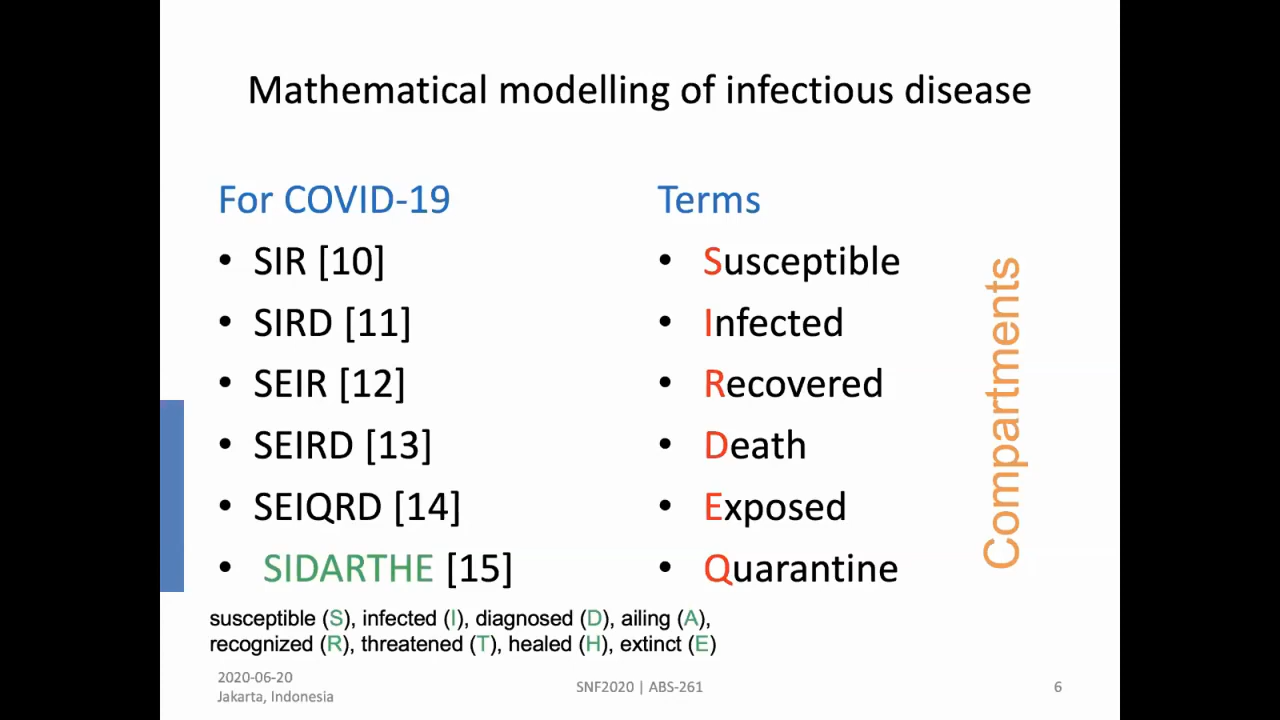 Mathematical modelling of infectious disease
For COVID-19
• SIR [10]
• SIRD [11]
• SEIR [12]
• SEIRD [13]
• SEIQRD [14]
• SIDARTHE [15]
susceptible (S), infected (I), diagnosed (D), ailing (A),
recognized (R), threatened (T), healed (H), extinct (E)
Terms
• Susceptible
• Infected
• Recovered
• Death
• Exposed
• Quarantine
Compartments
2020-06-20
Jakarta, Indonesia
SNF2020 | ABS-261
6